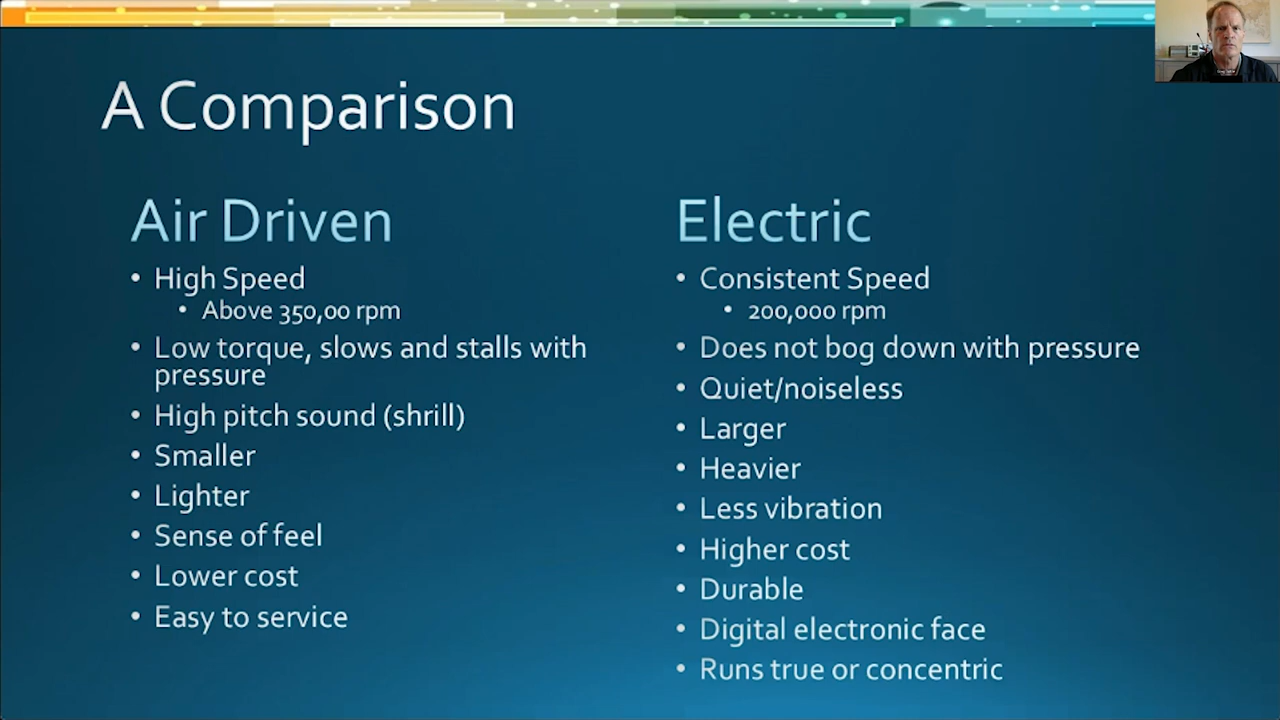 A Comparison
Air Driven
• High Speed
• Above 350,00 rpm
• Low torque, slows and stalls with
pressure
• High pitch sound (shrill)
• Smaller
• Lighter
• Sense of feel
• Lower cost
• Easy to service
Electric
• Consistent Speed
• 200,000 rpm
• Does not bog down with pressure
• Quiet/noiseless
• Larger
• Heavier
• Less vibration
• Higher cost
• Durable
• Digital electronic face
• Runs true or concentric